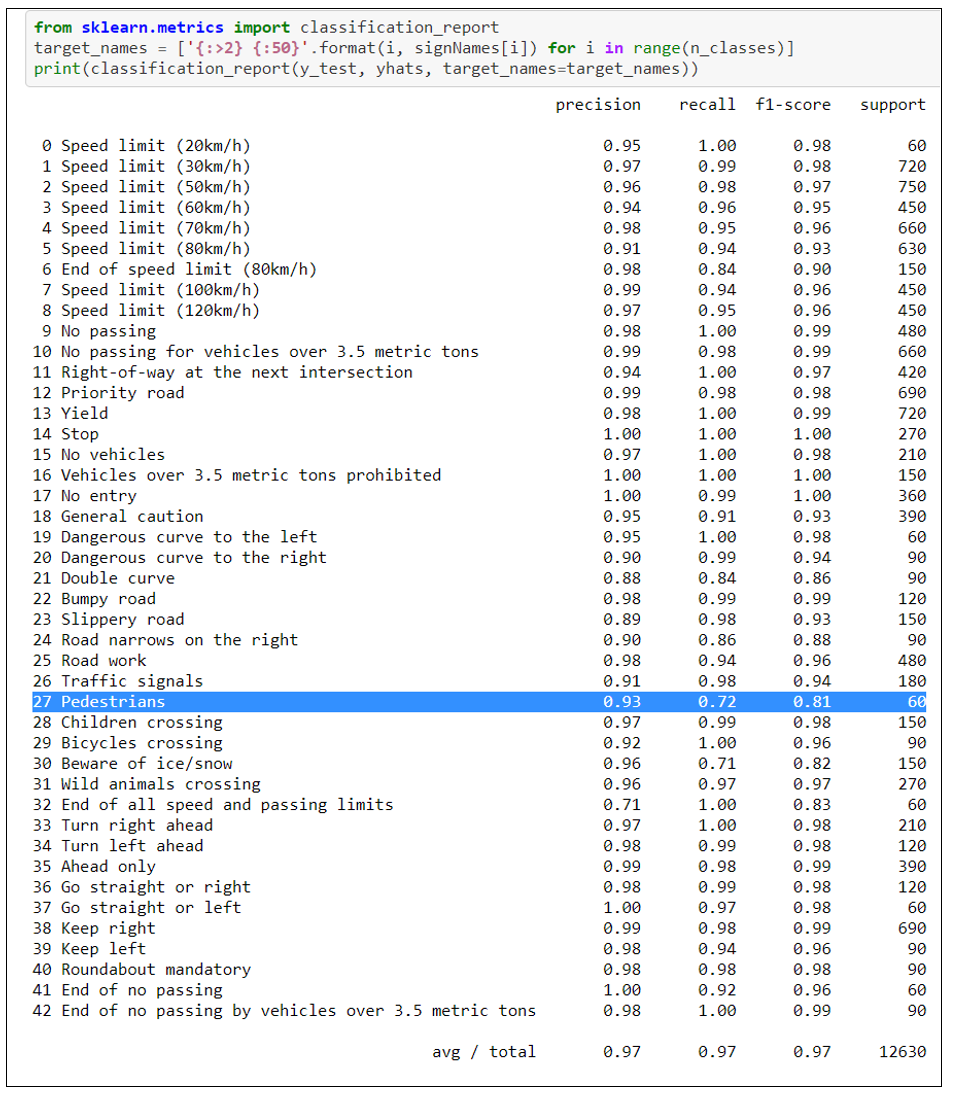 from sklearn.metrics import classification_report
target_names = ['{:>2} {:50}'.format(i, signNames[i]) for i in range(n_classes)]
print(classification_report(y_test, yhats, target_names=target_names))
precision recall f1-score support
0 Speed limit (20km/h) 0.95 1.00 0.98 60
1 Speed limit (30km/h) 0.97 0.99 0.98 720
2 Speed limit (50km/h) 0.96 0.98 0.97 750
3 Speed limit (60km/h) 0.94 0.96 0.95 450
4 Speed limit (70km/h) 0.98 0.95 0.96 660
5 Speed limit (80km/h) 0.91 0.94 0.93 630
6 End of speed limit (80km/h) 0.98 0.84 0.90 150
7 Speed limit (100km/h) 0.99 0.94 0.96 450
8 Speed limit (120km/h) 0.97 0.95 0.96 450
9 No passing 0.98 1.00 0.99 480
10 No passing for vehicles over 3.5 metric tons 0.99 0.98 0.99 660
11 Right-of-way at the next intersection 0.94 1.00 0.97 420
12 Priority road 0.99 0.98 0.98 690
13 Yield 0.98 1.00 0.99 720
14 Stop 1.00 1.00 1.00 270
15 No vehicles 0.97 1.00 0.98 210
16 Vehicles over 3.5 metric tons prohibited 1.00 1.00 1.00 150
17 No entry 1.00 0.99 1.00 360
18 General caution 0.95 0.91 0.93 390
19 Dangerous curve to the left 0.95 1.00 0.98 60
20 Dangerous curve to the right 0.90 0.99 0.94 90
21 Double curve 0.88 0.84 0.86 90
22 Bumpy road 0.98 0.99 0.99 120
23 Slippery road 0.89 0.98 0.93 150
24 Road narrows on the right 0.90 0.86 0.88 90
25 Road work 0.98 0.94 0.96 480
26 Traffic signals 0.91 0.98 0.94 180
27 Pedestrians 0.93 0.72 0.81 60
28 Children crossing 0.97 0.99 0.98 150
29 Bicycles crossing 0.92 1.00 0.96 90
30 Beware of ice/snow 0.96 0.71 0.82 150
31 Wild animals crossing 0.96 0.97 0.97 270
32 End of all speed and passing limits 0.71 1.00 0.83 60
33 Turn right ahead 0.97 1.00 0.98 210
34 Turn left ahead 0.98 0.99 0.98 120
35 Ahead only 0.99 0.98 0.99 390
36 Go straight or right 0.98 0.99 0.98 120
37 Go straight or left 1.00 0.97 0.98 60
38 Keep right 0.99 0.98 0.99 690
39 Keep left 0.98 0.94 0.96 90
40 Roundabout mandatory 0.98 0.98 0.98 90
41 End of no passing 1.00 0.92 0.96 60
42 End of no passing by vehicles over 3.5 metric tons 0.98 1.00 0.99 90
avg / total 0.97 0.97 0.97 12630